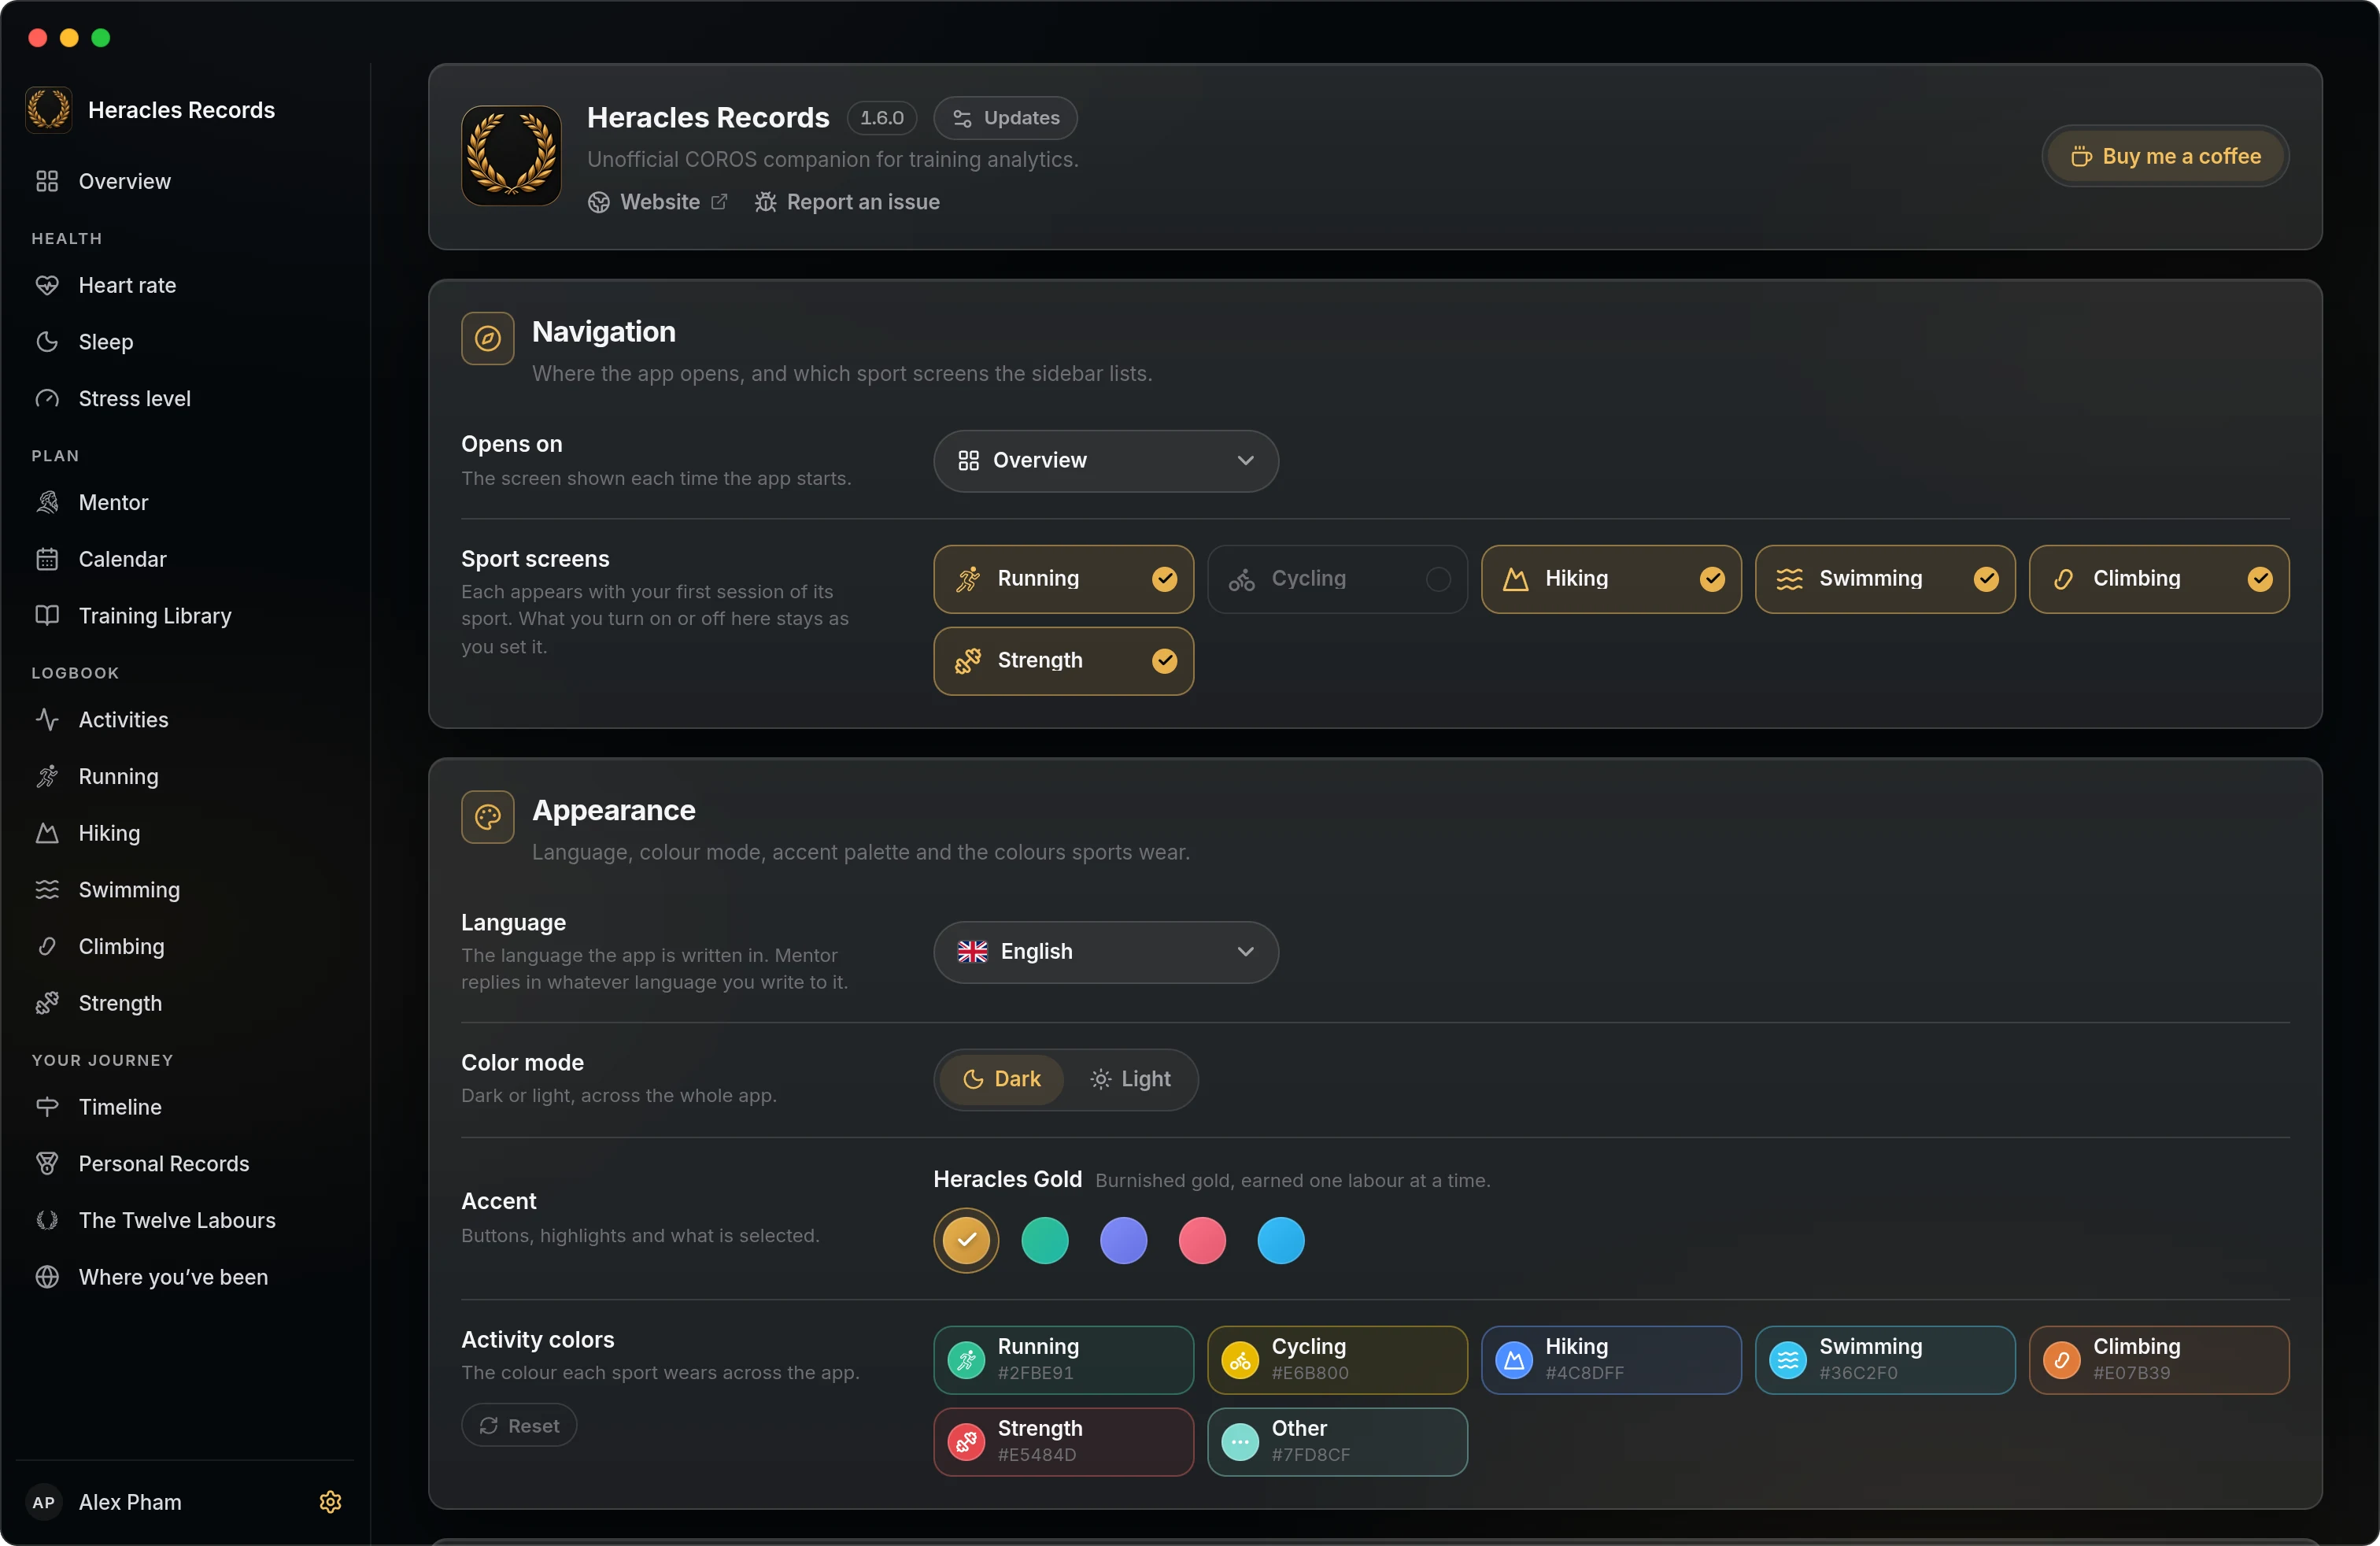 Heracles Records
Overview
HEALTH
Heart rate
Sleep
Stress level
PLAN
Mentor
Calendar
Training Library
LOGBOOK
Activities
Running
Hiking
Swimming
Climbing
Strength
YOUR JOURNEY
Timeline
Personal Records
The Twelve Labours
Where you’ve been
AP Alex Pham
Heracles Records 1.6.0 Updates
Unofficial COROS companion for training analytics.
Website Report an issue
Buy me a coffee
Navigation
Where the app opens, and which sport screens the sidebar lists.
Opens on
The screen shown each time the app starts.
Overview
Sport screens
Each appears with your first session of its
sport. What you turn on or off here stays as
you set it.
Running Cycling Hiking Swimming Climbing
Strength
Appearance
Language, colour mode, accent palette and the colours sports wear.
Language
The language the app is written in. Mentor
replies in whatever language you write to it.
English
Color mode
Dark or light, across the whole app.
Dark Light
Accent
Buttons, highlights and what is selected.
Heracles Gold Burnished gold, earned one labour at a time.
Activity colors
The colour each sport wears across the app.
Reset
Running Cycling Hiking Swimming Climbing
#2FBE91 #E6B800 #4C8DFF #36C2F0 #E07B39
Strength Other
#E5484D #7FD8CF